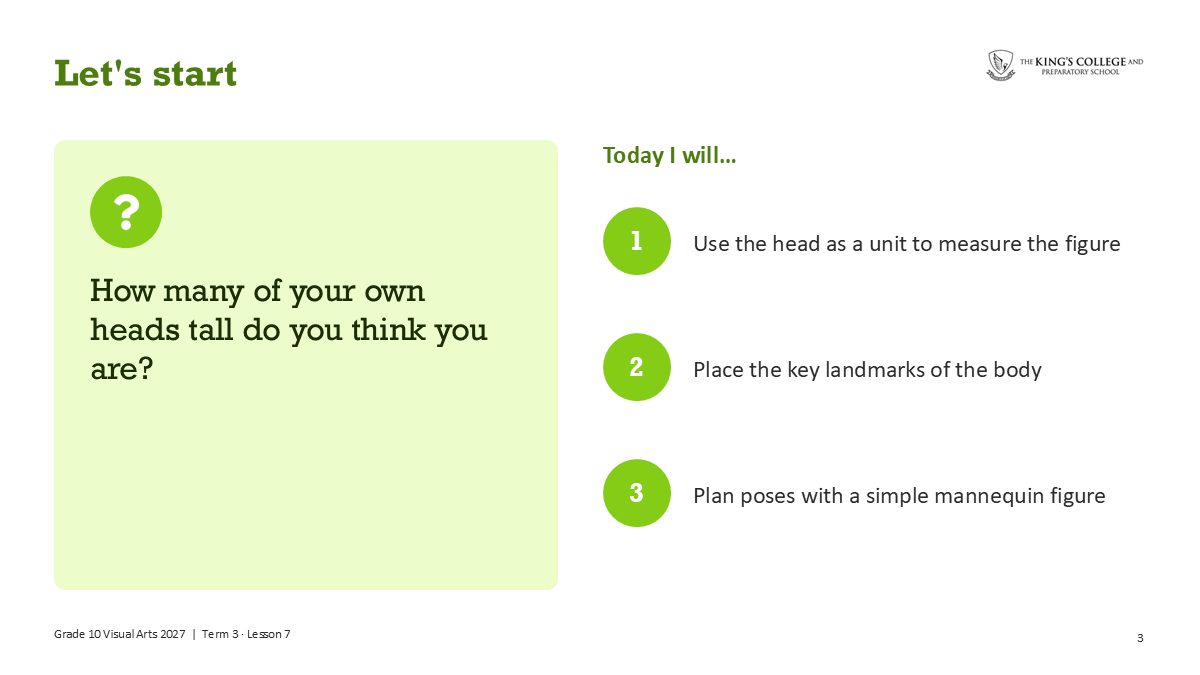 Let's start
THE KING'S COLLEGE AND
PREPARATORY SCHOOL
?
How many of your own
heads tall do you think you
are?
Today I will...
1
Use the head as a unit to measure the figure
2
Place the key landmarks of the body
3
Plan poses with a simple mannequin figure
Grade 10 Visual Arts 2027 | Term 3 · Lesson 7
3